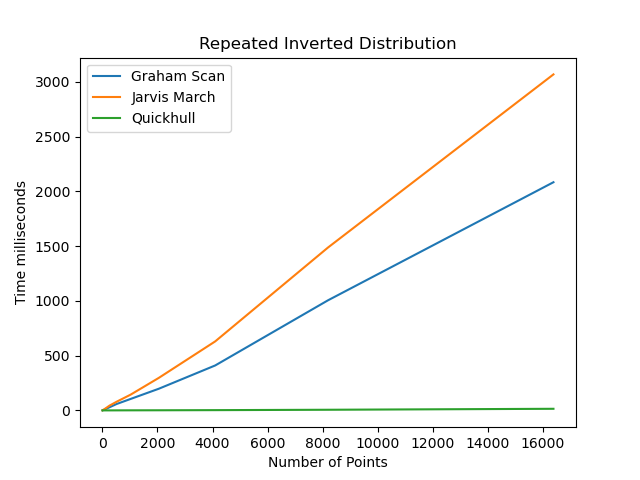 Repeated Inverted Distribution
Graham Scan
Jarvis March
Quickhull
Time milliseconds
3000
2500
2000
1500
1000
500
0
0 2000 4000 6000 8000 10000 12000 14000 16000
Number of Points